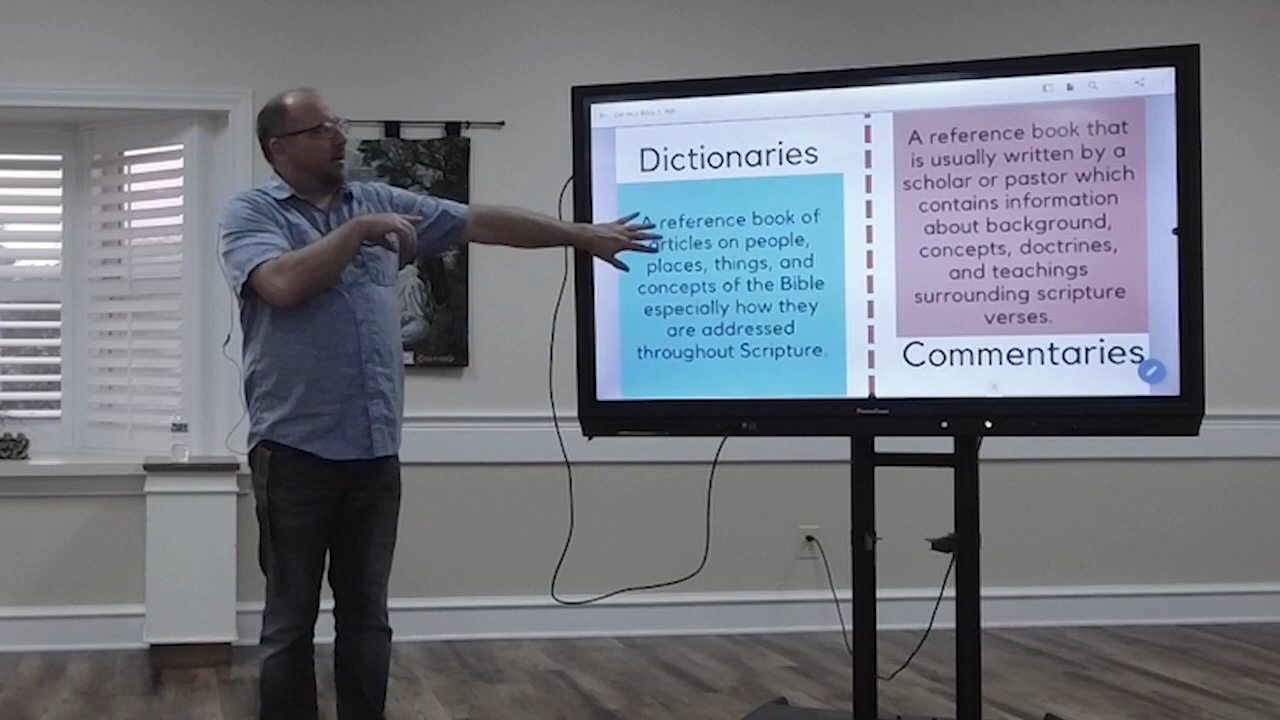 Dictionaries
A reference book of
articles on people,
places, things, and
concepts of the Bible
especially how they
are addressed
throughout Scripture.
A reference book that
is usually written by a
scholar or pastor which
contains information
about background,
concepts, doctrines,
and teachings
surrounding scripture
verses.
Commentaries